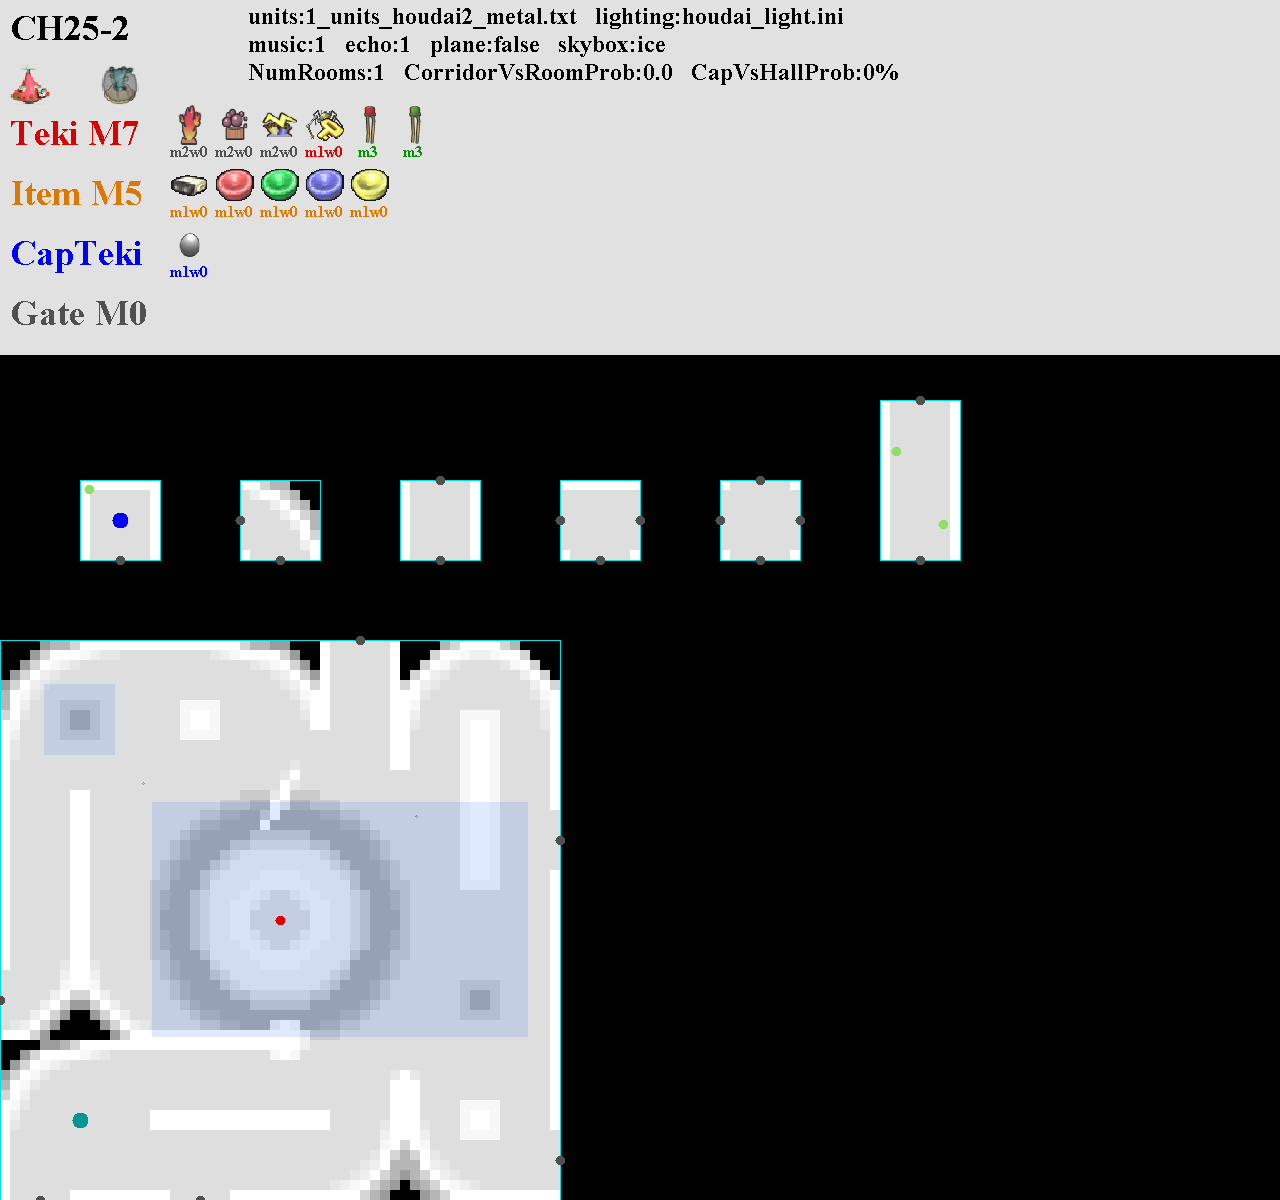 CH25-2
units:1_units_houdai2_metal.txt lighting:houdai_light.ini
music:1 echo:1 plane:false skybox:ice
NumRooms:1 CorridorVsRoomProb:0.0 CapVsHallProb:0%
Teki M7
m2w0 m2w0 m2w0 m1w0 m3 m3
Item M5
m1w0 m1w0 m1w0 m1w0 m1w0
CapTeki
m1w0
Gate M0